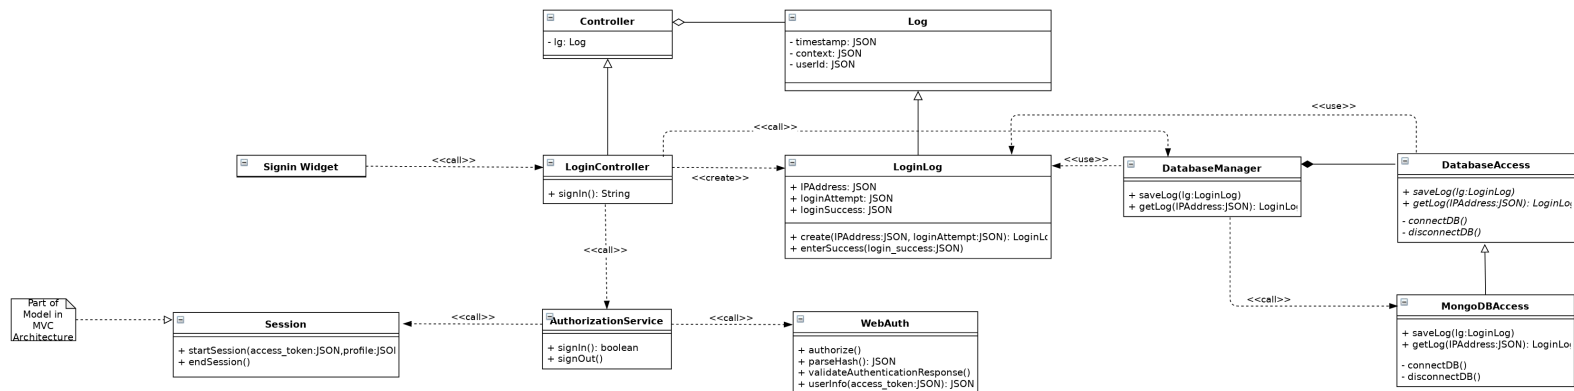 Controller
- lg: Log
Log
- timestamp: JSON
- context: JSON
- userId: JSON
<<use>>
<<call>>
Signin Widget
<<call>>
LoginController
+ signIn(): String
<<create>>
LoginLog
+ IPAddress: JSON
+ loginAttempt: JSON
+ loginSuccess: JSON
+ create(IPAddress:JSON, loginAttempt:JSON): LoginLo
+ enterSuccess(login_success:JSON)
<<use>>
DatabaseManager
+ saveLog(lg:LoginLog)
+ getLog(IPAddress:JSON): LoginLo
DatabaseAccess
+ saveLog(lg:LoginLog)
+ getLog(IPAddress:JSON): LoginLog
- connectDB()
- disconnectDB()
<<call>>
<<call>>
Part of
Model in
MVC
Architecture
Session
+ startSession(access_token:JSON,profile:JSO
+ endSession()
<<call>>
AuthorizationService
+ signIn(): boolean
+ signOut()
<<call>>
WebAuth
+ authorize()
+ parseHash(): JSON
+ validateAuthenticationResponse()
+ userInfo(access_token:JSON): JSON
MongoDBAccess
+ saveLog(lg:LoginLog)
+ getLog(IPAddress:JSON): LoginLog
- connectDB()
- disconnectDB()